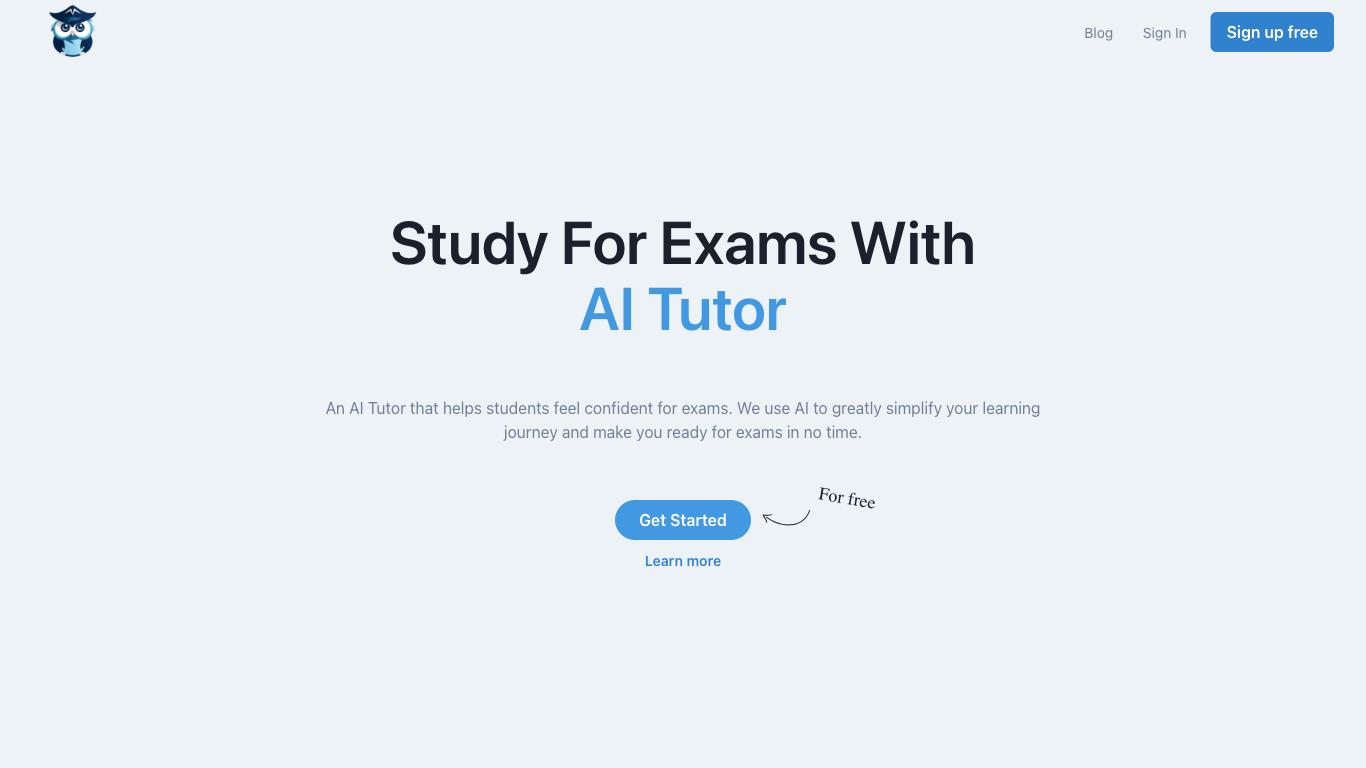 Blog
Sign In
Sign up free
Study For Exams With
AI Tutor
An AI Tutor that helps students feel confident for exams. We use AI to greatly simplify your learning
journey and make you ready for exams in no time.
For free
Get Started
Learn more